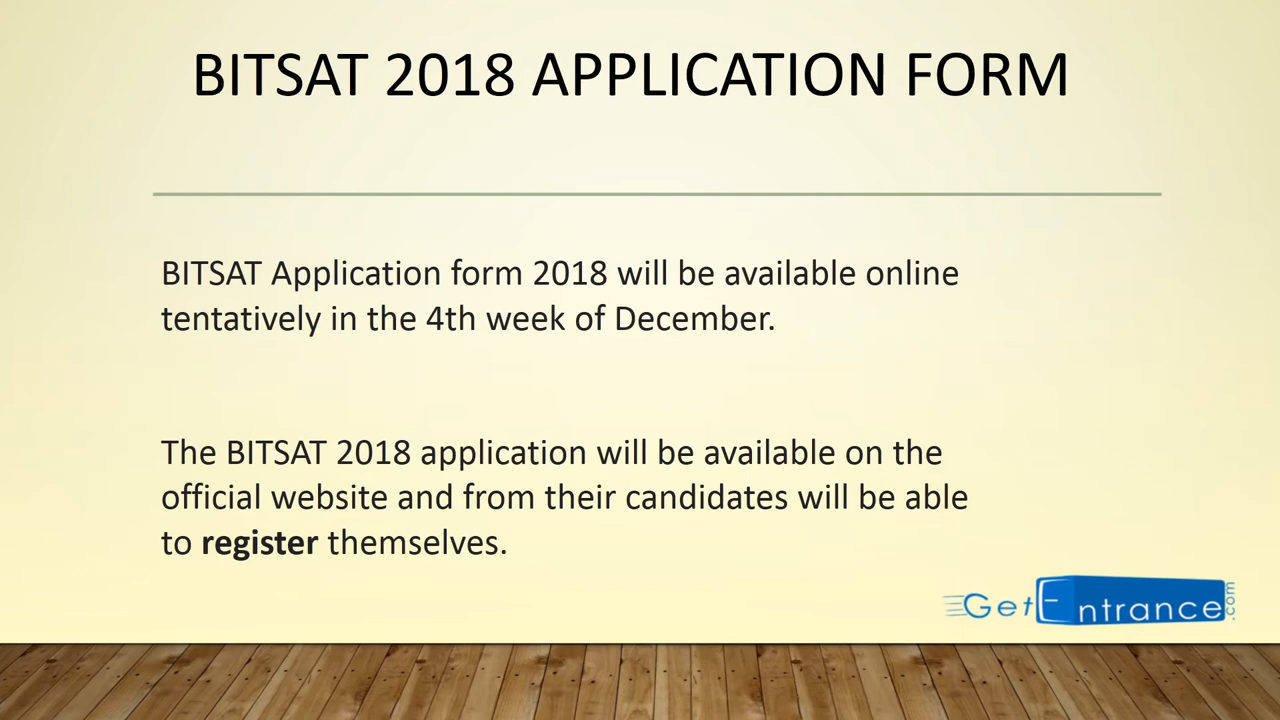 BITSAT 2018 APPLICATION FORM
BITSAT Application form 2018 will be available online
tentatively in the 4th week of December.
The BITSAT 2018 application will be available on the
official website and from their candidates will be able
to register themselves.
GetEntrance.com